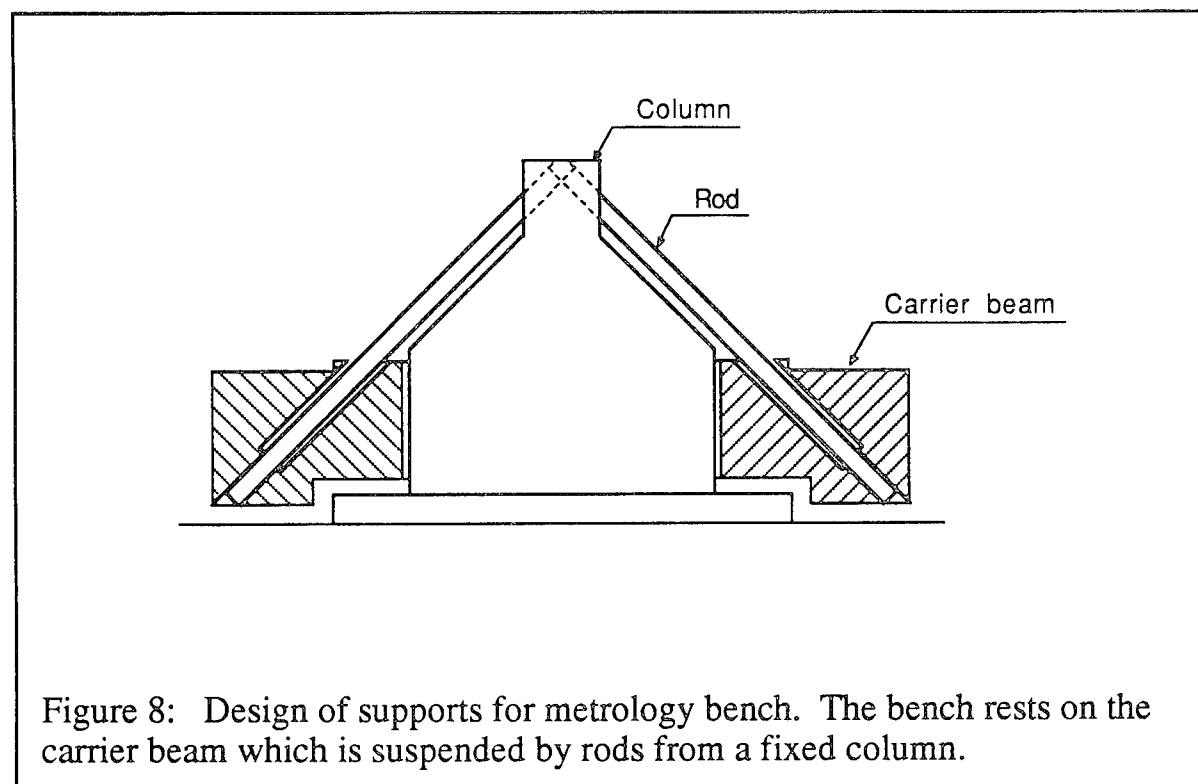 Column
Rod
Carrier beam
Figure 8: Design of supports for metrology bench. The bench rests on the
carrier beam which is suspended by rods from a fixed column.